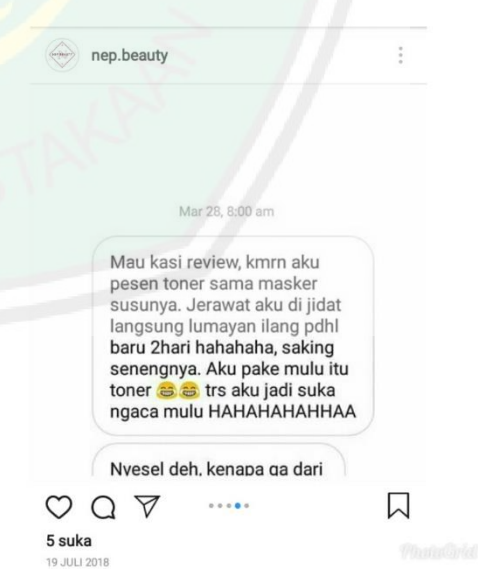 STAKAAN
nep.beauty
Mar 28, 8:00 am
Mau kasi review, kmrn aku
pesen toner sama masker
susunya. Jerawat aku di jidat
langsung lumayan ilang pdhl
baru 2hari hahahaha, saking
senengnya. Aku pake mulu itu
toner 😂😂 trs aku jadi suka
ngaca mulu HAHAHAHAHHAA
Nyesel deh, kenapa ga dari
5 suka
19 JULI 2018
PhotoGrid